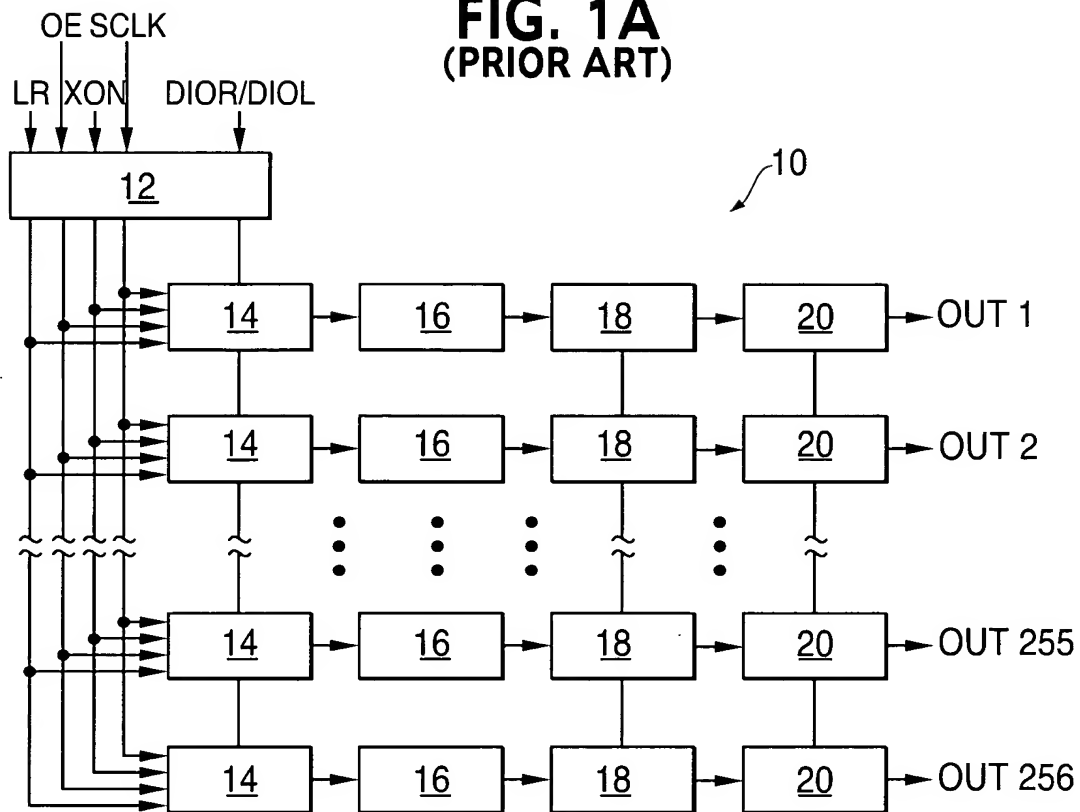 FIG. 1A
(PRIOR ART)
OE SCLK
LR XON DIOR/DIOL
12
10
14 16 18 20 OUT 1
14 16 18 20 OUT 2
14 16 18 20 OUT 255
14 16 18 20 OUT 256